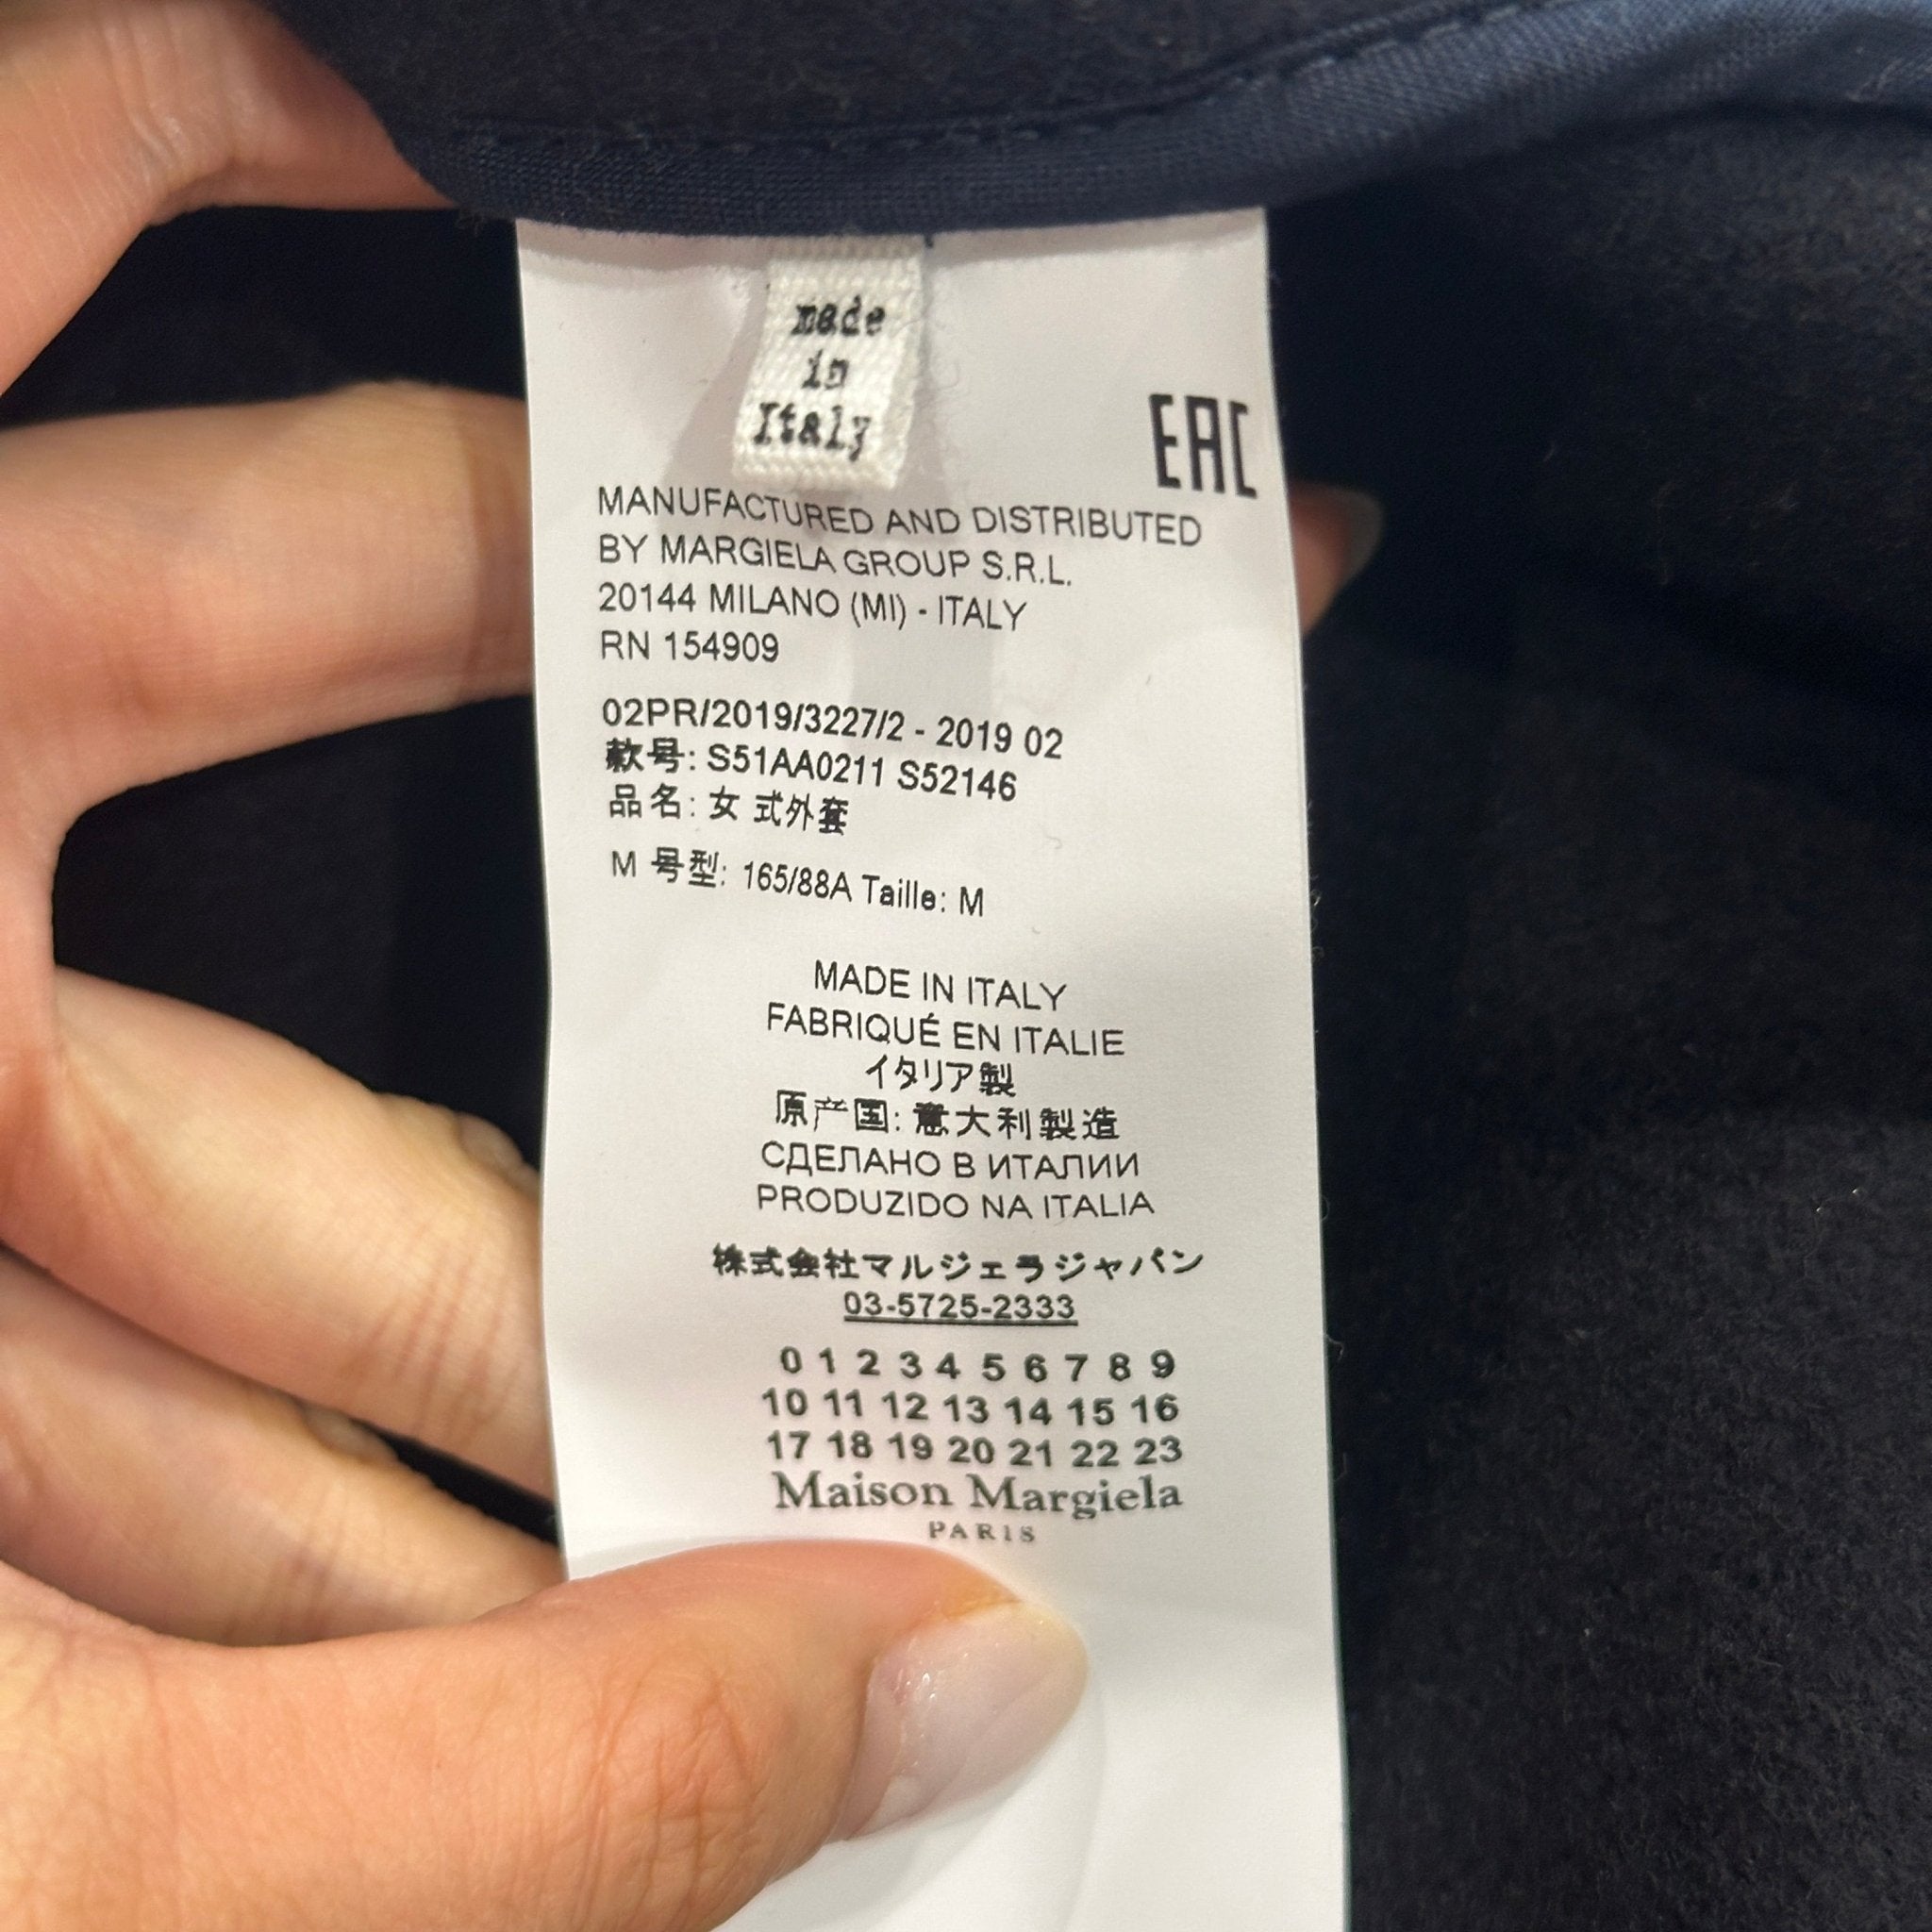 made
in
Italy
EAC
MANUFACTURED AND DISTRIBUTED
BY MARGIELA GROUP S.R.L.
20144 MILANO (MI) - ITALY
RN 154909
02PR/2019/3227/2 - 2019 02
款号: S51AA0211 S52146
品名: 女 式外套
M 号型: 165/88A Taille: M
MADE IN ITALY
FABRIQUÉ EN ITALIE
イタリア製
原产国: 意大利製造
СДЕЛАНО В ИТАЛИИ
PRODUZIDO NA ITALIA
株式会社マルジェラジャパン
03-5725-2333
0 1 2 3 4 5 6 7 8 9
10 11 12 13 14 15 16
17 18 19 20 21 22 23
Maison Margiela
PARIS